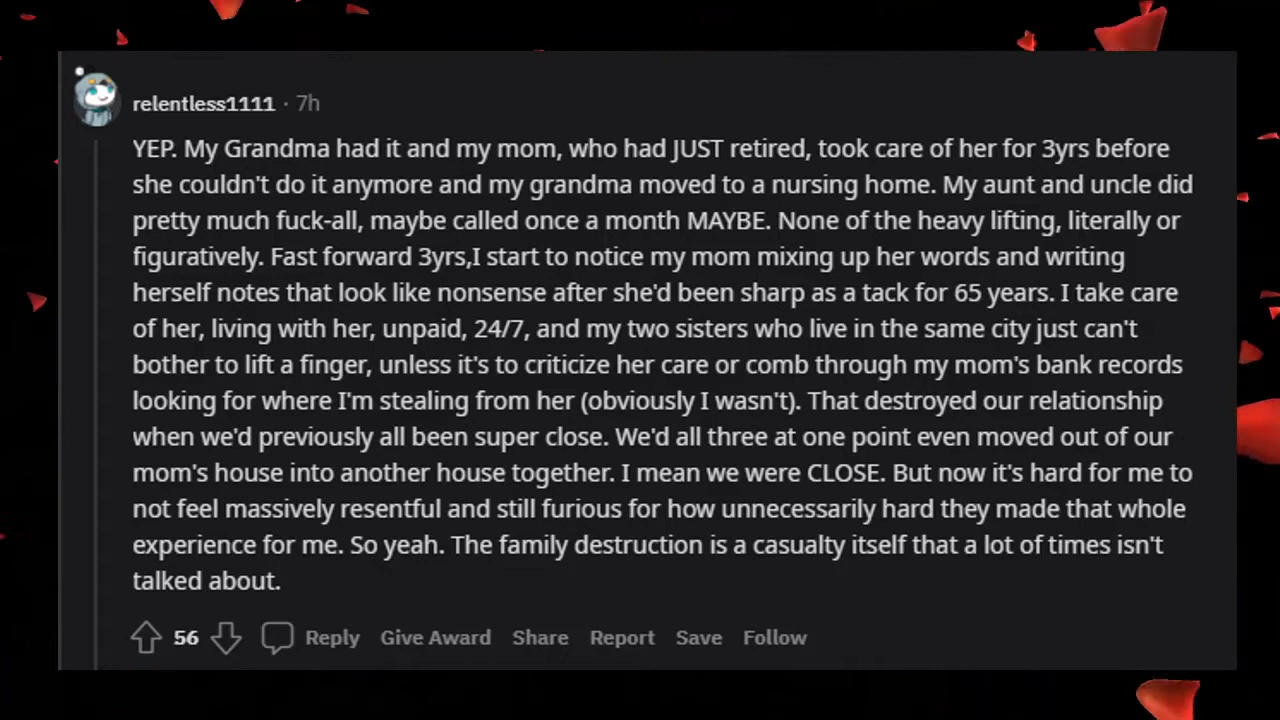 relentless1111 · 7h
YEP. My Grandma had it and my mom, who had JUST retired, took care of her for 3yrs before
she couldn't do it anymore and my grandma moved to a nursing home. My aunt and uncle did
pretty much fuck-all, maybe called once a month MAYBE. None of the heavy lifting, literally or
figuratively. Fast forward 3yrs,I start to notice my mom mixing up her words and writing
herself notes that look like nonsense after she'd been sharp as a tack for 65 years. I take care
of her, living with her, unpaid, 24/7, and my two sisters who live in the same city just can't
bother to lift a finger, unless it's to criticize her care or comb through my mom's bank records
looking for where I'm stealing from her (obviously I wasn't). That destroyed our relationship
when we'd previously all been super close. We'd all three at one point even moved out of our
mom's house into another house together. I mean we were CLOSE. But now it's hard for me to
not feel massively resentful and still furious for how unnecessarily hard they made that whole
experience for me. So yeah. The family destruction is a casualty itself that a lot of times isn't
talked about.
56 Reply Give Award Share Report Save Follow